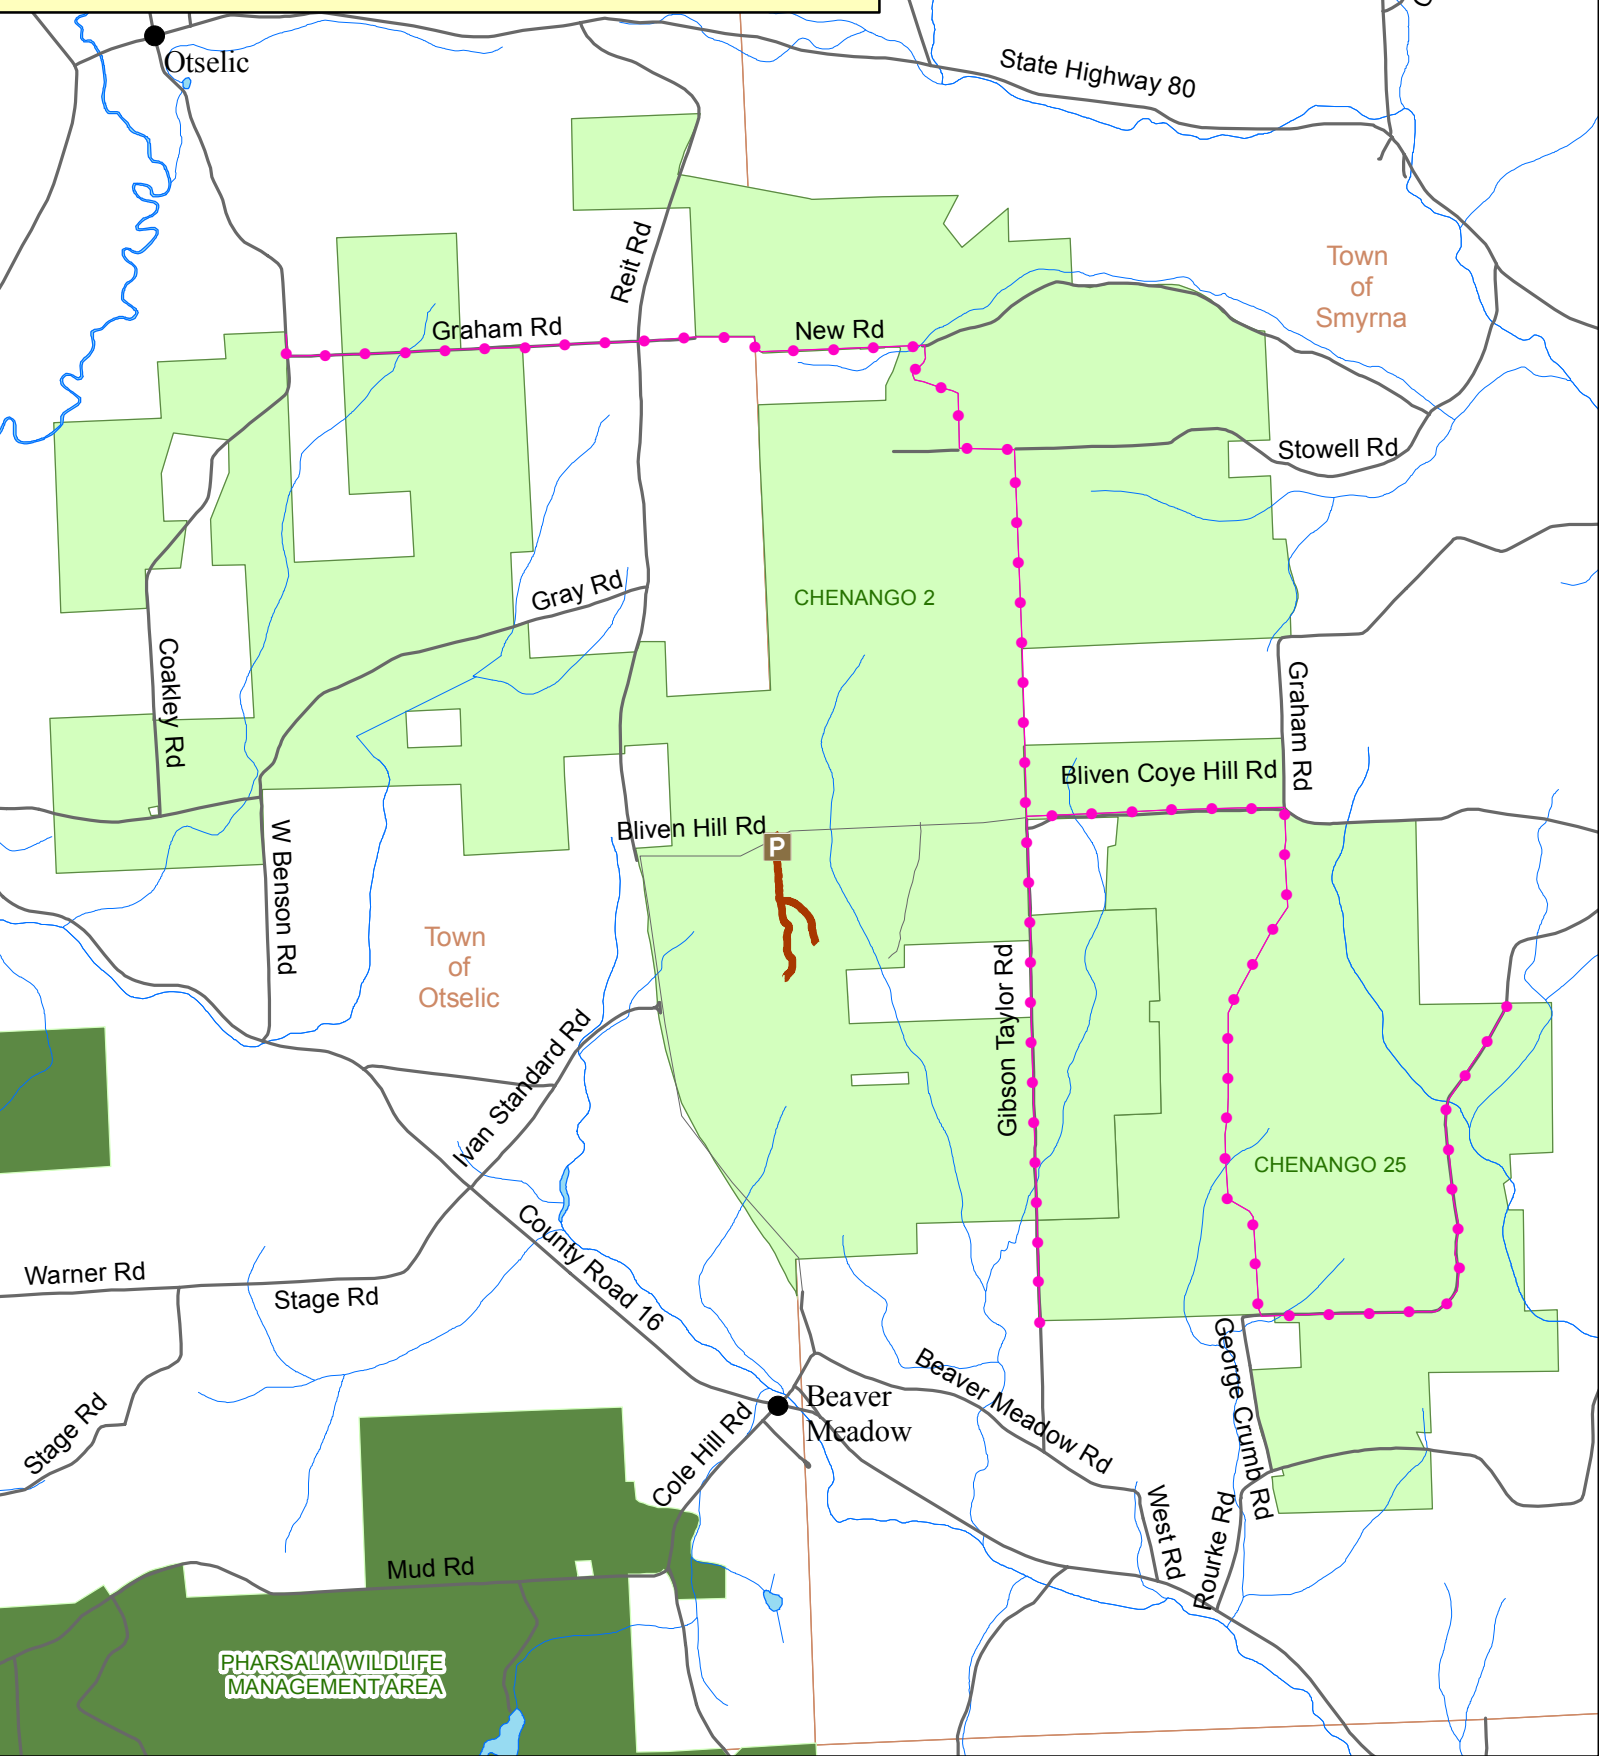 Otselic
State Highway 80
Town
of
Smyrna
Reit Rd
Graham Rd
New Rd
Stowell Rd
Gray Rd
CHENANGO 2
Coakley Rd
Graham Rd
Bliven Coye Hill Rd
Bliven Hill Rd
P
W Benson Rd
Town
of
Otselic
Gibson Taylor Rd
Ivan Standard Rd
CHENANGO 25
County Road 16
Warner Rd
Stage Rd
George Crumb Rd
Beaver Meadow Rd
Beaver
Meadow
Stage Rd
Cole Hill Rd
West Rd
Rourke Rd
Mud Rd
PHARSALIA WILDLIFE
MANAGEMENT AREA